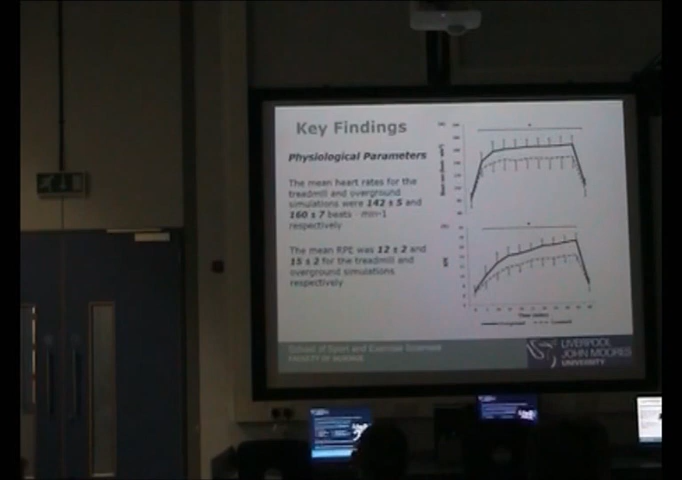 Key Findings
Physiological Parameters
The mean heart rates for the
treadmill and overground
simulations were 142 ± 5 and
160 ± 7 beats · min-1
respectively
The mean RPE was 12 ± 2 and
15 ± 2 for the treadmill and
overground simulations
respectively
RPE
School of Sport and Exercise Sciences
FACULTY OF SCIENCE
LIVERPOOL
JOHN MOORES
UNIVERSITY